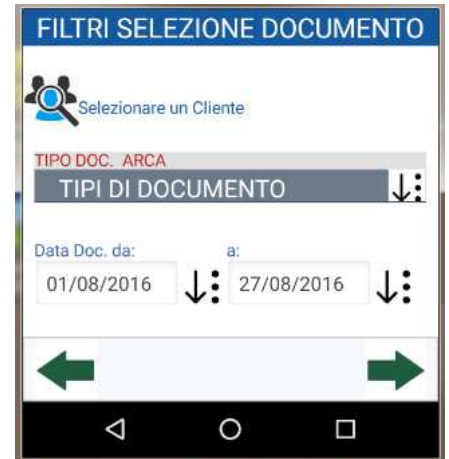 FILTRI SELEZIONE DOCUMENTO
Selezionare un Cliente
TIPO DOC. ARCA
TIPI DI DOCUMENTO
Data Doc. da: a:
01/08/2016 27/08/2016